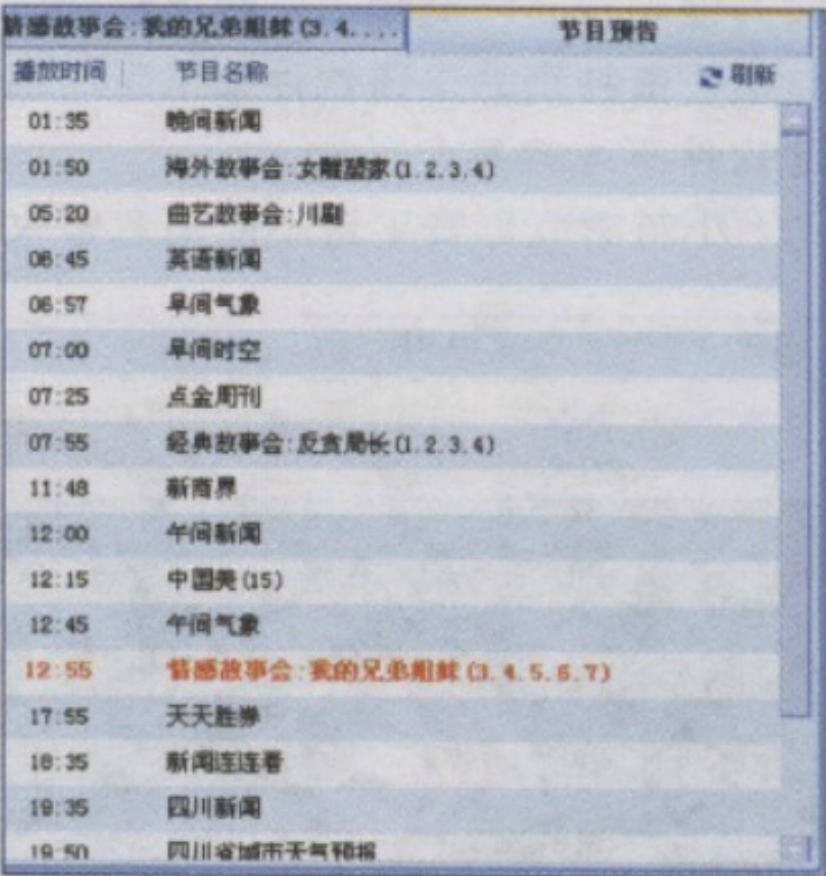 情感故事会:我的兄弟姐妹(3.4....
节目预告
播放时间 节目名称 刷新
01:35 晚间新闻
01:50 海外故事会:女雕塑家(1.2.3.4)
05:20 曲艺故事会:川剧
06:45 英语新闻
06:57 早间气象
07:00 早间时空
07:25 点金周刊
07:55 经典故事会:反贪局长(1.2.3.4)
11:48 新商界
12:00 午间新闻
12:15 中国美(15)
12:45 午间气象
12:55 情感故事会:我的兄弟姐妹(3.4.5.6.7)
17:55 天天胜券
18:35 新闻连连看
19:35 四川新闻
19:50 四川省城市天气预报